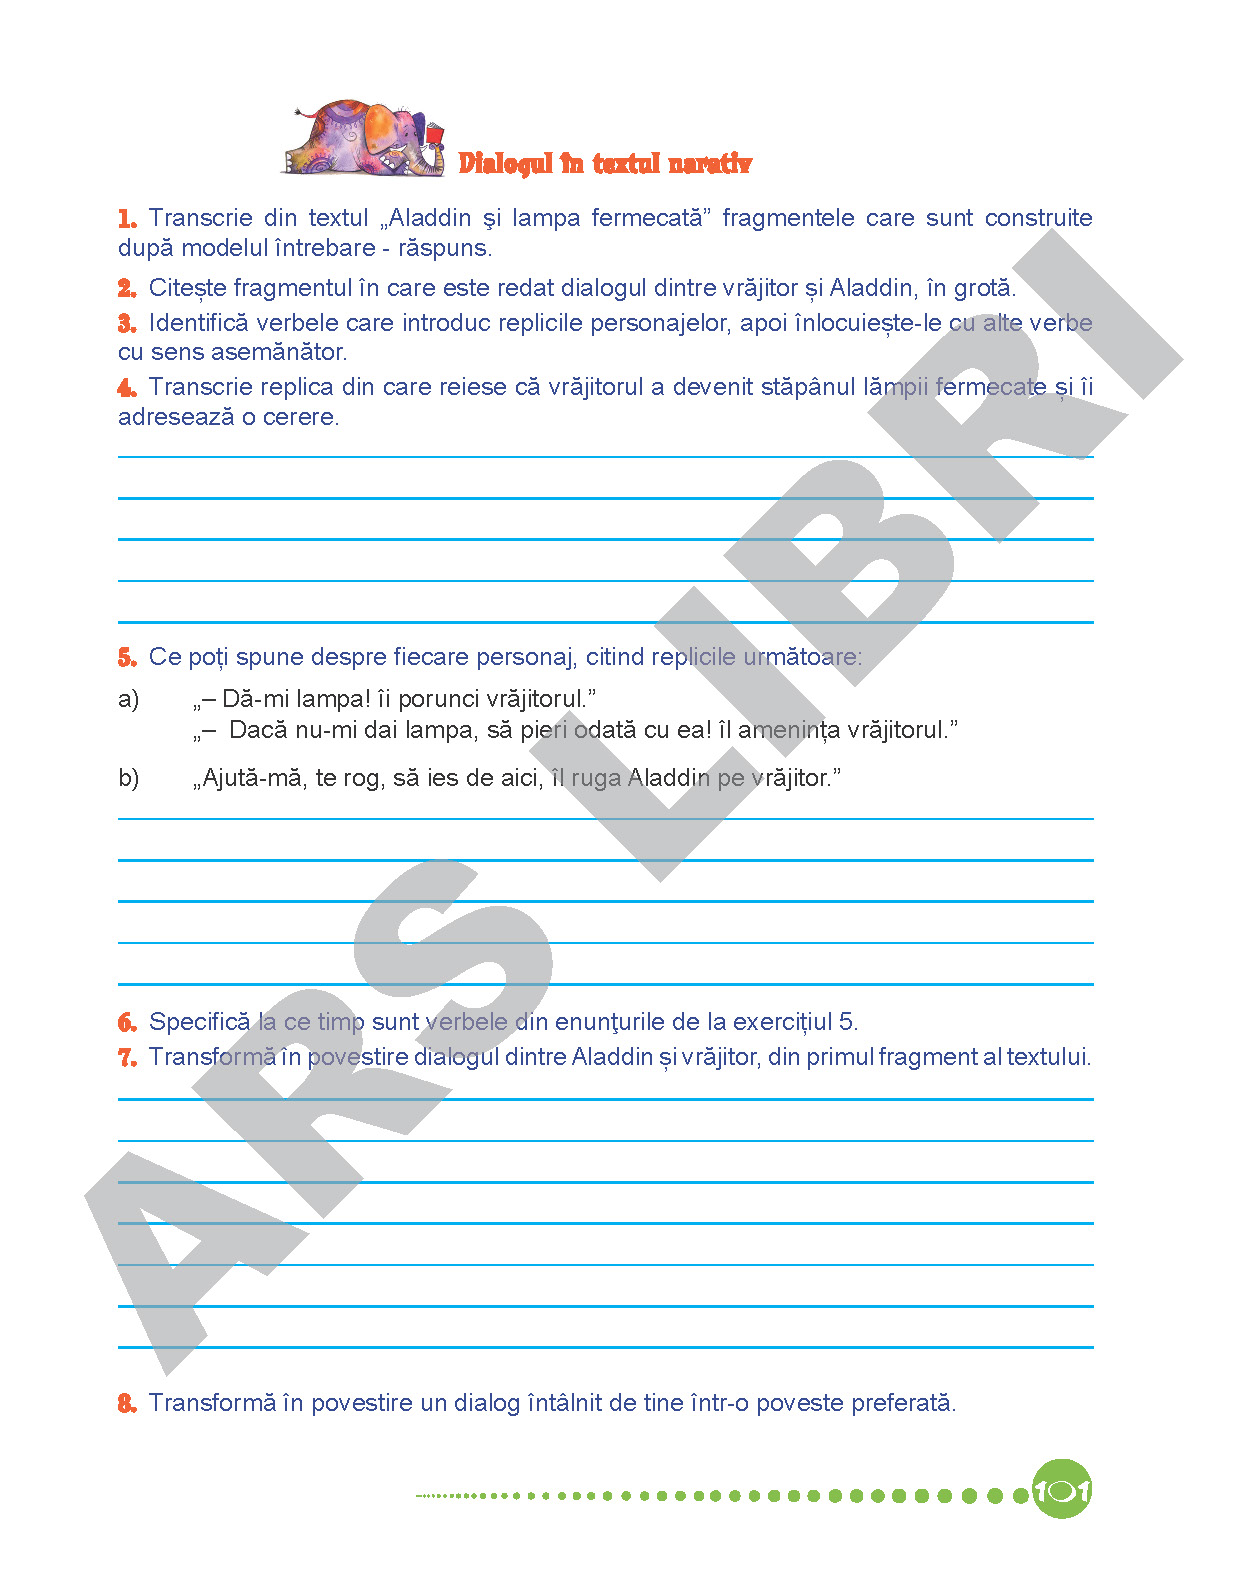 Dialogul în textul narativ
1. Transcrie din textul „Aladdin şi lampa fermecată” fragmentele care sunt construite
după modelul întrebare - răspuns.
2. Citește fragmentul în care este redat dialogul dintre vrăjitor și Aladdin, în grotă.
3. Identifică verbele care introduc replicile personajelor, apoi înlocuiește-le cu alte verbe
cu sens asemănător.
4. Transcrie replica din care reiese că vrăjitorul a devenit stăpânul lămpii fermecate și îi
adresează o cerere.
5. Ce poți spune despre fiecare personaj, citind replicile următoare:
a) „– Dă-mi lampa! îi porunci vrăjitorul.”
„– Dacă nu-mi dai lampa, să pieri odată cu ea! îl amenința vrăjitorul.”
b) „Ajută-mă, te rog, să ies de aici, îl ruga Aladdin pe vrăjitor.”
6. Specifică la ce timp sunt verbele din enunţurile de la exercițiul 5.
7. Transformă în povestire dialogul dintre Aladdin și vrăjitor, din primul fragment al textului.
8. Transformă în povestire un dialog întâlnit de tine într-o poveste preferată.
101
ARS LIBRI